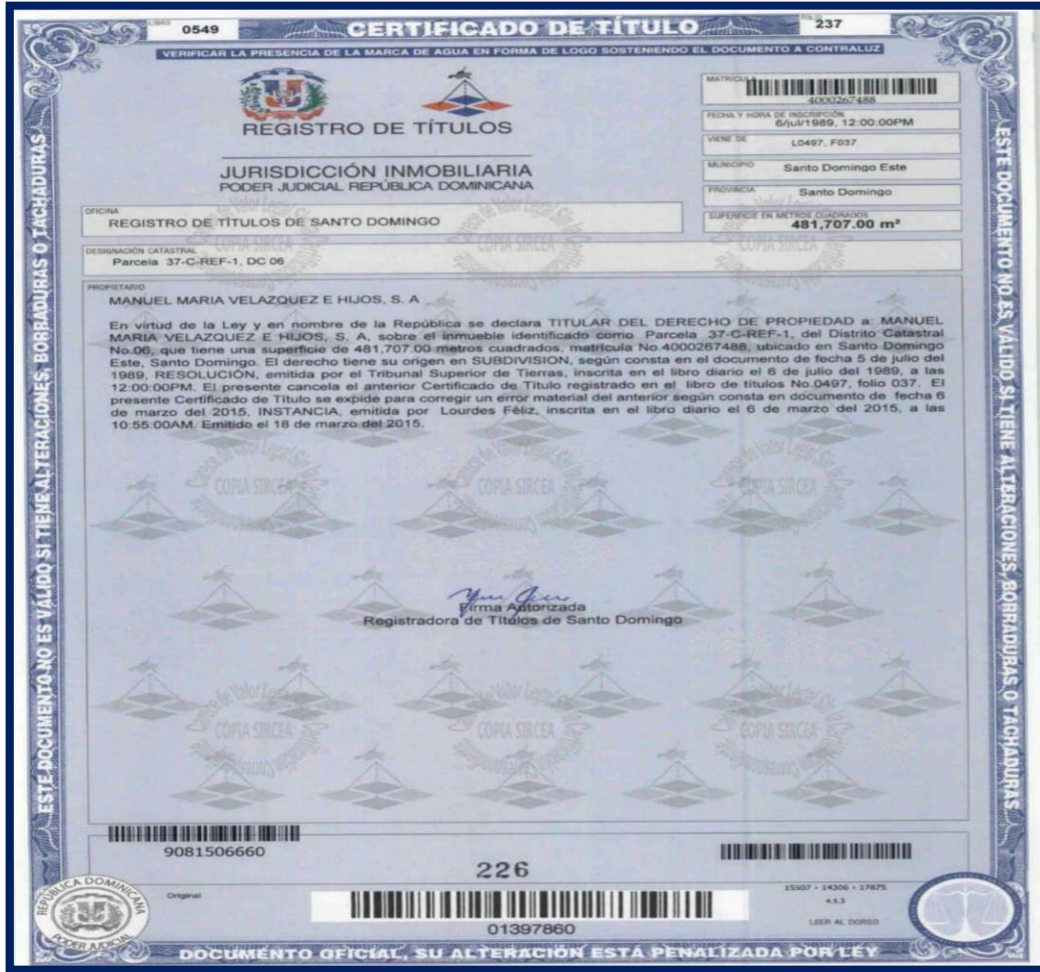 LIBRO 0549
CERTIFICADO DE TÍTULO
FOLIO 237
VERIFICAR LA PRESENCIA DE LA MARCA DE AGUA EN FORMA DE LOGO SOSTENIENDO EL DOCUMENTO A CONTRALUZ
REGISTRO DE TÍTULOS
JURISDICCIÓN INMOBILIARIA
PODER JUDICIAL REPÚBLICA DOMINICANA
MATRÍCULA
4000267488
FECHA Y HORA DE INSCRIPCIÓN
6/jul/1989, 12:00:00PM
VIENE DE
L0497, F037
MUNICIPIO
Santo Domingo Este
PROVINCIA
Santo Domingo
SUPERFICIE EN METROS CUADRADOS
481,707.00 m²
OFICINA
REGISTRO DE TÍTULOS DE SANTO DOMINGO
DESIGNACIÓN CATASTRAL
Parcela 37-C-REF-1, DC 06
PROPIETARIO
MANUEL MARIA VELAZQUEZ E HIJOS, S. A
En virtud de la Ley y en nombre de la República se declara TITULAR DEL DERECHO DE PROPIEDAD a: MANUEL
MARIA VELAZQUEZ E HIJOS, S. A, sobre el inmueble identificado como Parcela 37-C-REF-1, del Distrito Catastral
No.06, que tiene una superficie de 481,707.00 metros cuadrados, matrícula No.4000267488, ubicado en Santo Domingo
Este, Santo Domingo. El derecho tiene su origen en SUBDIVISION, según consta en el documento de fecha 5 de julio del
1989, RESOLUCIÓN, emitida por el Tribunal Superior de Tierras, inscrita en el libro diario el 6 de julio del 1989, a las
12:00:00PM. El presente cancela el anterior Certificado de Título registrado en el libro de títulos No.0497, folio 037. El
presente Certificado de Título se expide para corregir un error material del anterior según consta en documento de fecha 6
de marzo del 2015, INSTANCIA, emitida por Lourdes Féliz, inscrita en el libro diario el 6 de marzo del 2015, a las
10:55:00AM. Emitido el 18 de marzo del 2015.
COPIA SIRCEA
Firma Autorizada
Registradora de Títulos de Santo Domingo
9081506660
226
Original
01397860
15507 - 14306 - 17875
4.5.3
LEER AL DORSO
REPÚBLICA DOMINICANA
PODER JUDICIAL
DOCUMENTO OFICIAL, SU ALTERACIÓN ESTÁ PENALIZADA POR LEY
ESTE DOCUMENTO NO ES VÁLIDO SI TIENE ALTERACIONES, BORRADURAS O TACHADURAS
ESTE DOCUMENTO NO ES VÁLIDO SI TIENE ALTERACIONES, BORRADURAS O TACHADURAS